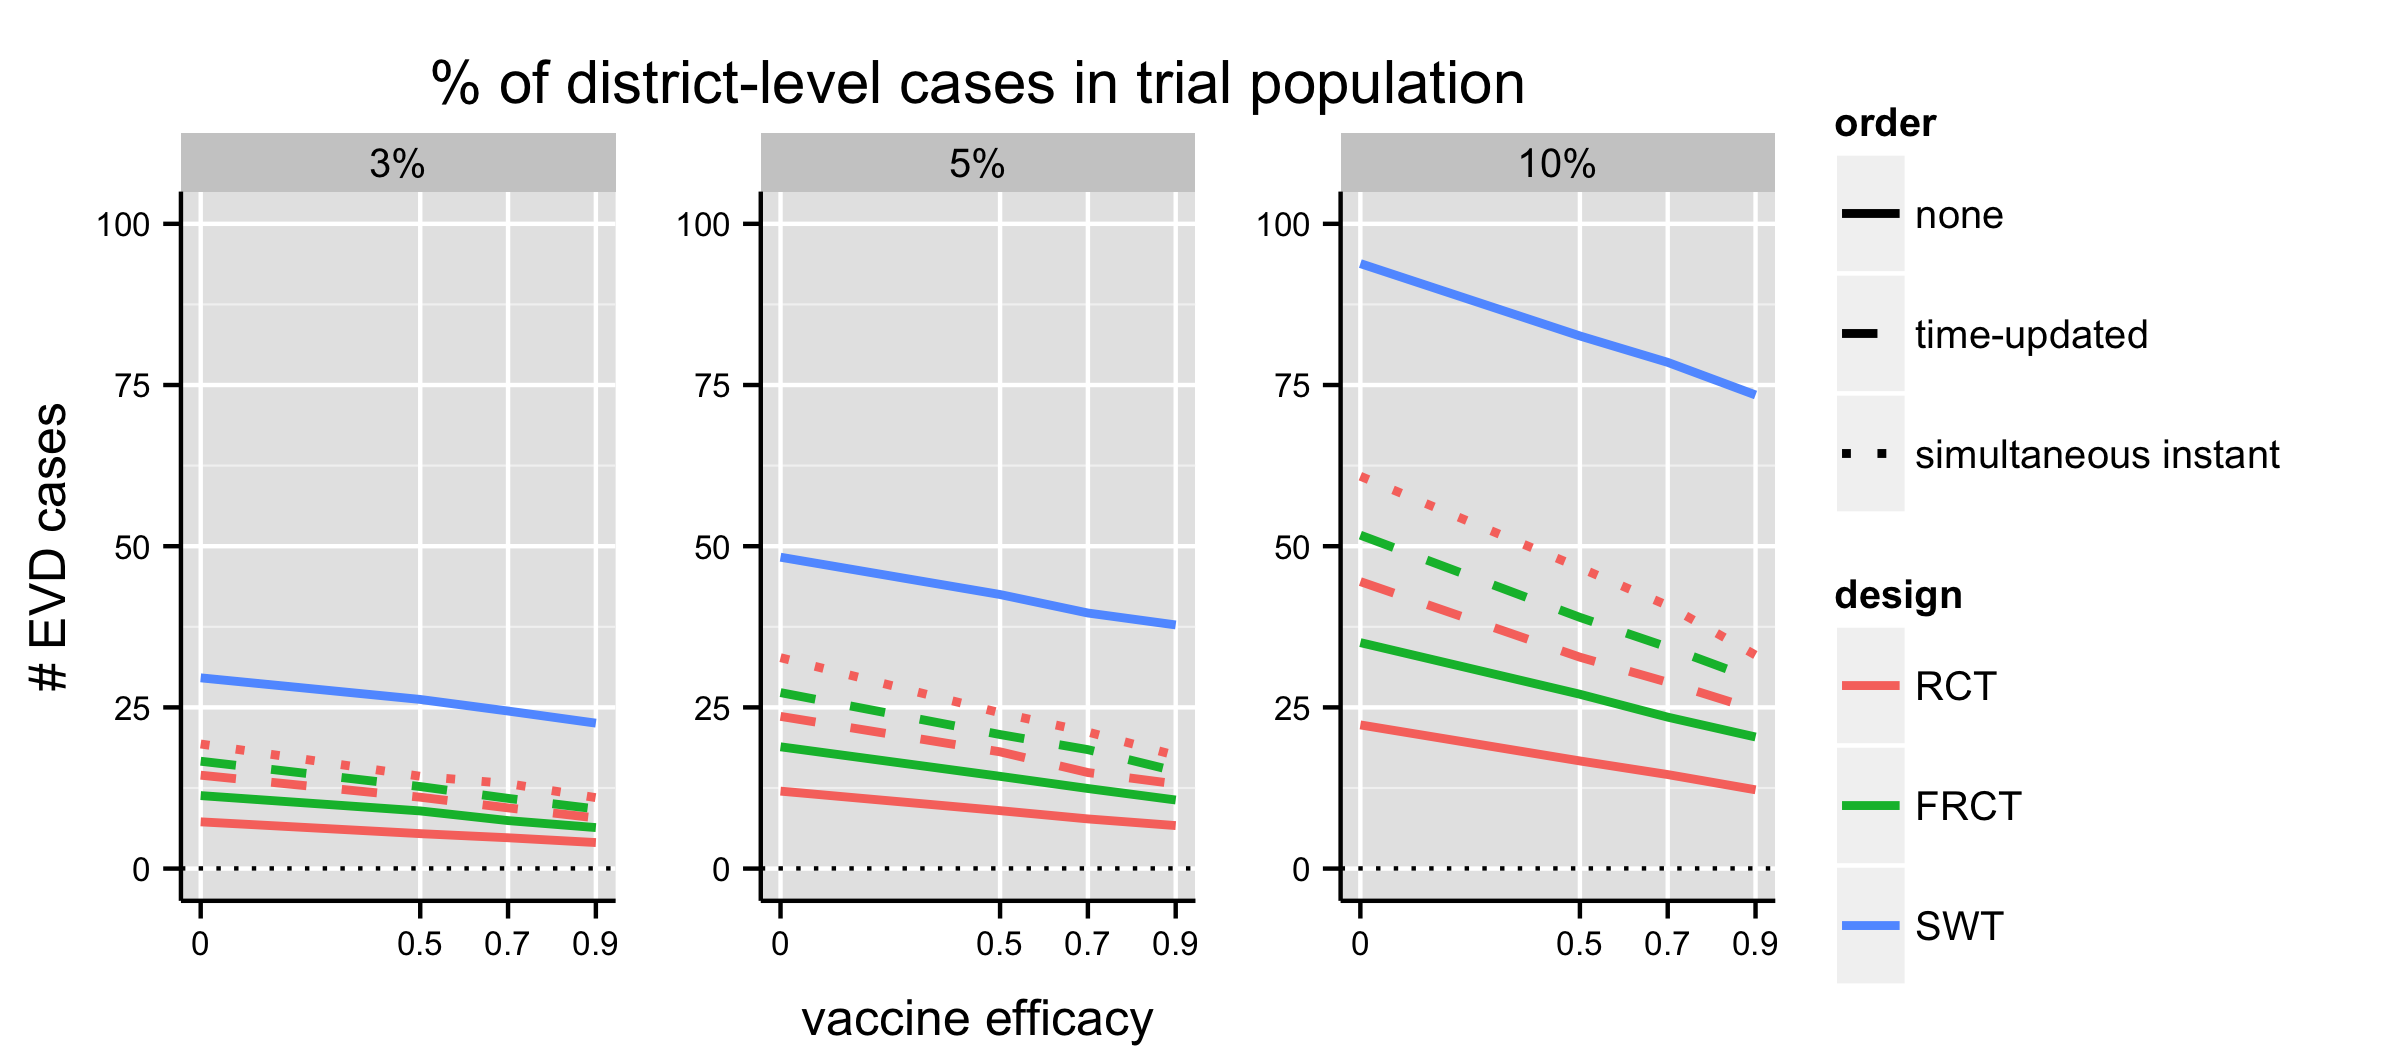 % of district-level cases in trial population
3%
5%
10%
# EVD cases
100
75
50
25
0
100
75
50
25
0
100
75
50
25
0
0 0.5 0.7 0.9
0 0.5 0.7 0.9
0 0.5 0.7 0.9
vaccine efficacy
order
none
time-updated
simultaneous instant
design
RCT
FRCT
SWT